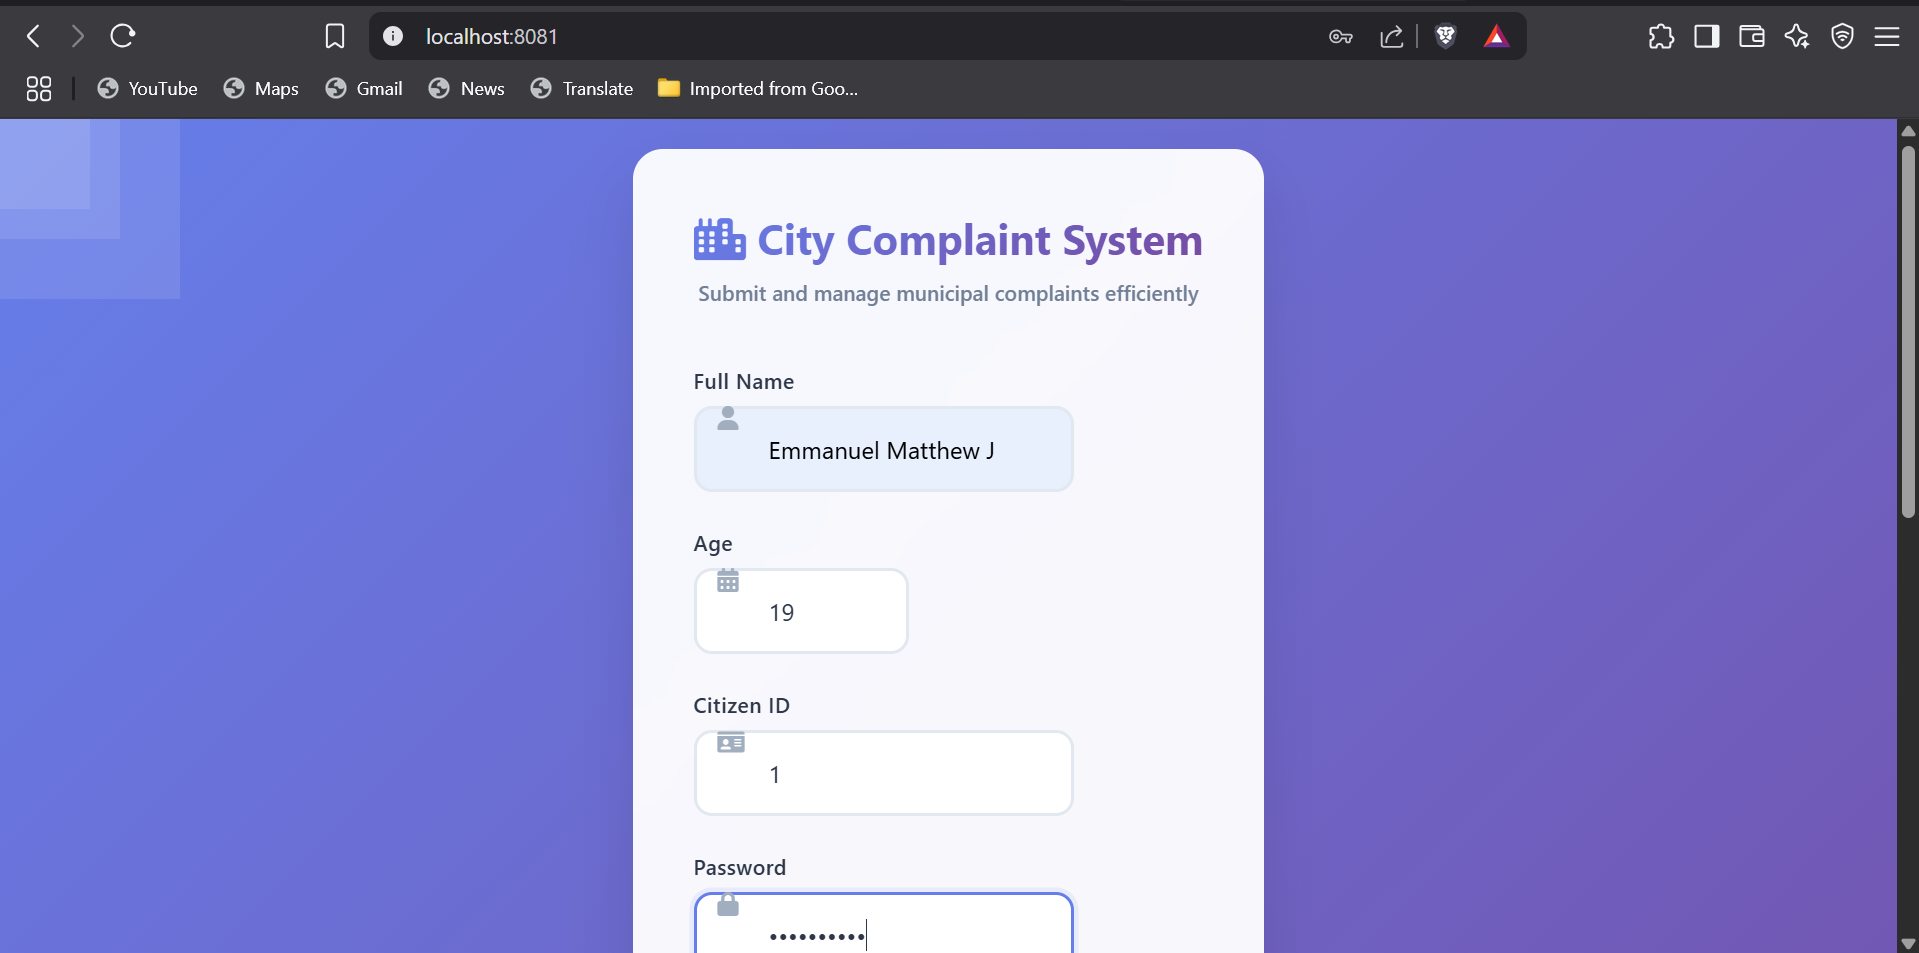 localhost:8081
YouTube
Maps
Gmail
News
Translate
Imported from Goo...
City Complaint System
Submit and manage municipal complaints efficiently
Full Name
Emmanuel Matthew J
Age
19
Citizen ID
1
Password
••••••••••